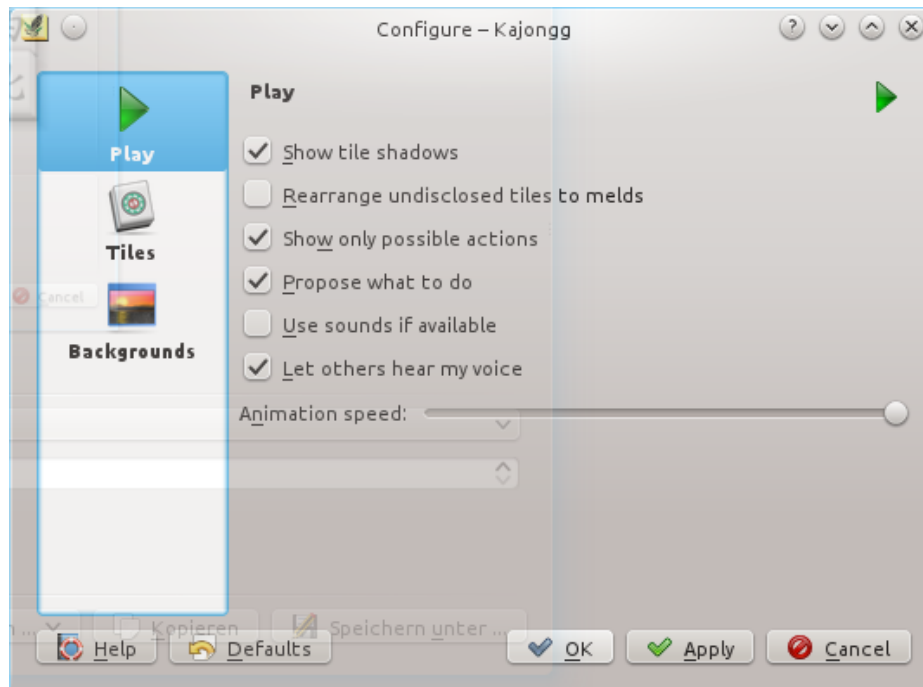 Configure – Kajongg
Play
Play
Show tile shadows
Rearrange undisclosed tiles to melds
Tiles
Show only possible actions
Propose what to do
Cancel
Use sounds if available
Backgrounds
Let others hear my voice
Animation speed:
Kopieren
Speichern unter ...
Help
Defaults
OK
Apply
Cancel